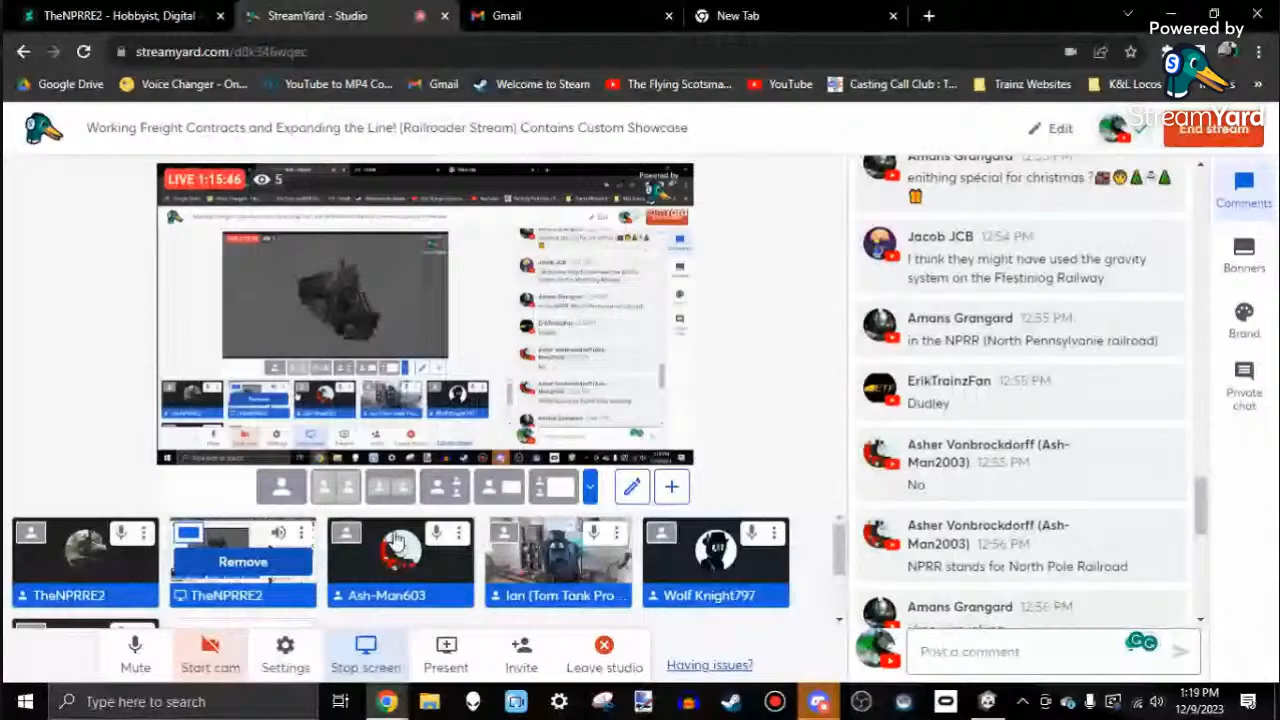 TheNPRRE2 - Hobbyist, Digital
StreamYard - Studio
Gmail
New Tab
Powered by
StreamYard
streamyard.com/d8k346wqec
Google Drive
Voice Changer - On...
YouTube to MP4 Co...
Gmail
Welcome to Steam
The Flying Scotsma...
YouTube
Casting Call Club : T...
Trainz Websites
K&L Locos
Working Freight Contracts and Expanding the Line! (Railroader Stream) Contains Custom Showcase
Edit
End stream
LIVE 1:15:46
5
Powered by
Amans Grangard 12:53 PM
enithing spécial for christmas ?
Jacob JCB 12:54 PM
I think they might have used the gravity
system on the Ffestiniog Railway
Amans Grangard 12:55 PM
in the NPRR (North Pensylvanie railroad)
ErikTrainzFan 12:55 PM
Dudley
Asher Vonbrockdorff (Ash-
Man2003) 12:55 PM
No
Asher Vonbrockdorff (Ash-
Man2003) 12:56 PM
NPRR stands for North Pole Railroad
Amans Grangard 12:56 PM
Post a comment
Comments
Banners
Brand
Private
chat
Remove
TheNPRRE2
TheNPRRE2
Ash-Man603
Ian (Tom Tank Pro...
Wolf Knight797
Mute
Start cam
Settings
Stop screen
Present
Invite
Leave studio
Having issues?
Type here to search
1:19 PM
12/9/2023